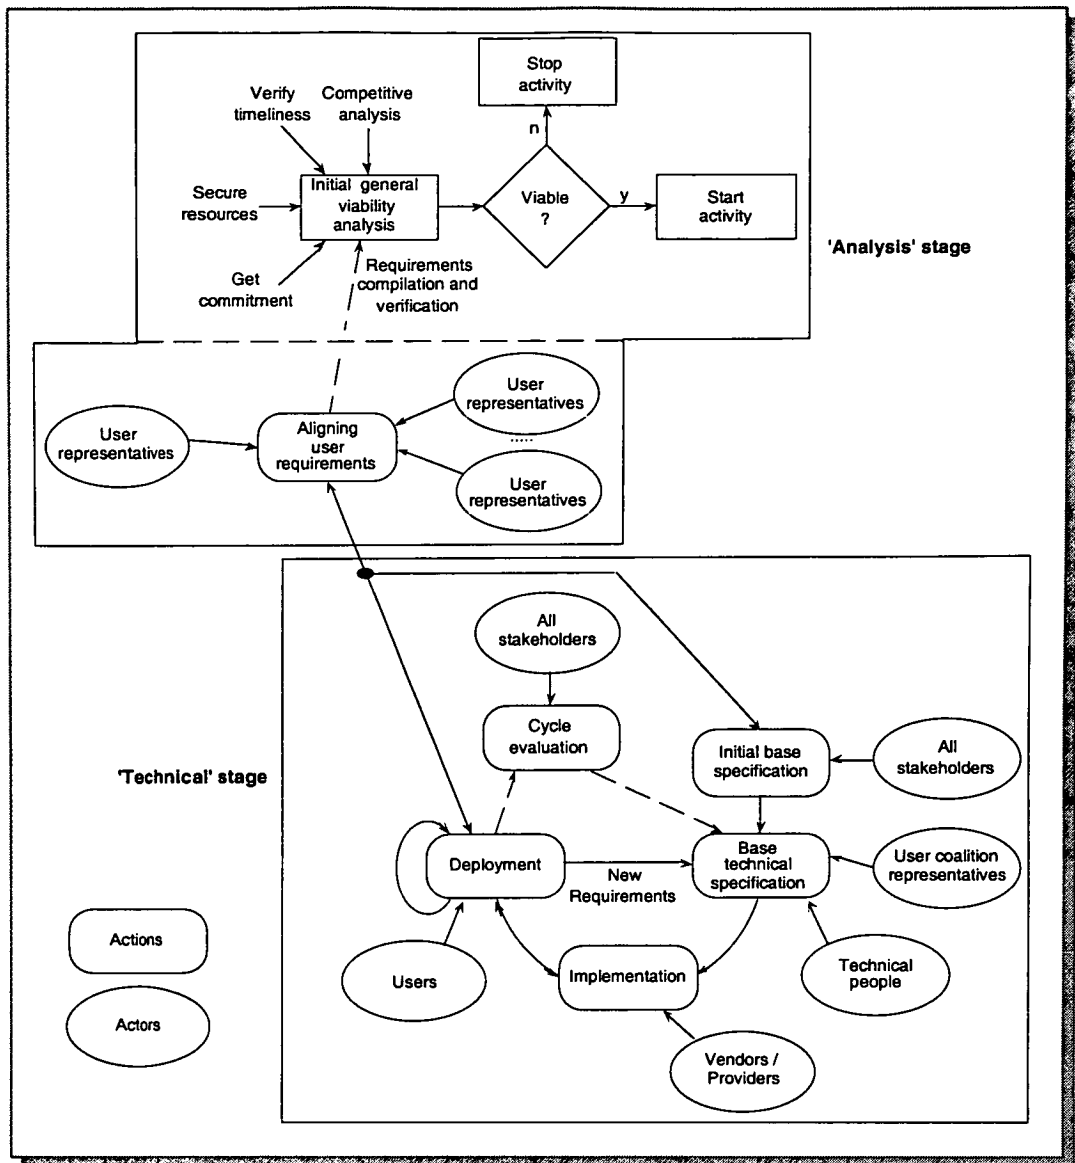 Stop
activity
Verify
timeliness
Competitive
analysis
n
Secure
resources
Initial general
viability
analysis
Viable
?
y
Start
activity
'Analysis' stage
Get
commitment
Requirements
compilation and
verification
User
representatives
User
representatives
Aligning
user
requirements
.....
User
representatives
All
stakeholders
Cycle
evaluation
Initial base
specification
All
stakeholders
'Technical' stage
Deployment
New
Requirements
Base
technical
specification
User coalition
representatives
Actions
Users
Implementation
Technical
people
Actors
Vendors /
Providers